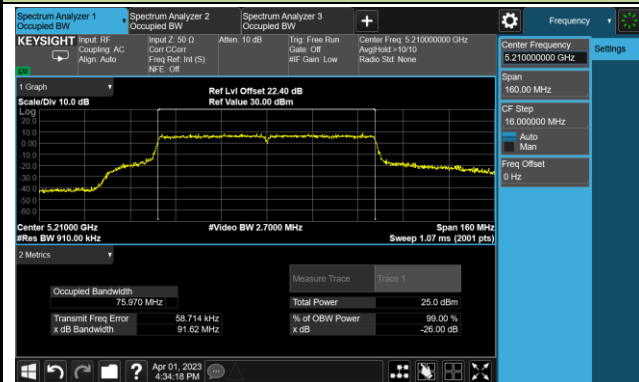 Spectrum Analyzer 1
Occupied BW
Spectrum Analyzer 2
Occupied BW
Spectrum Analyzer 3
Occupied BW
Frequency
KEYSIGHT
Input: RF
Coupling: AC
Align: Auto
Input Z: 50 Ω
Corr CCorr
Freq Ref: Int (S)
NFE: Off
Atten: 10 dB
Trig: Free Run
Gate: Off
#IF Gain: Low
Center Freq: 5.210000000 GHz
Avg|Hold:>10/10
Radio Std: None
Center Frequency
5.210000000 GHz
Settings
Span
160.00 MHz
CF Step
16.000000 MHz
Auto
Man
Freq Offset
0 Hz
1 Graph
Scale/Div 10.0 dB
Ref Lvl Offset 22.40 dB
Ref Value 30.00 dBm
Log
20.0
10.0
0.00
-10.0
-20.0
-30.0
-40.0
-50.0
-60.0
Center 5.21000 GHz
#Res BW 910.00 kHz
#Video BW 2.7000 MHz
Span 160 MHz
Sweep 1.07 ms (2001 pts)
2 Metrics
Measure Trace
Trace 1
Occupied Bandwidth
75.970 MHz
Total Power
25.0 dBm
Transmit Freq Error
58.714 kHz
% of OBW Power
99.00 %
x dB Bandwidth
91.62 MHz
x dB
-26.00 dB
Apr 01, 2023
4:34:18 PM